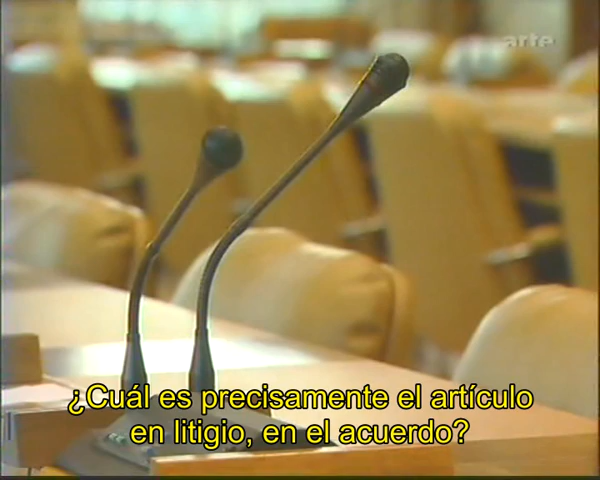 arte
¿Cuál es precisamente el artículo
en litigio, en el acuerdo?